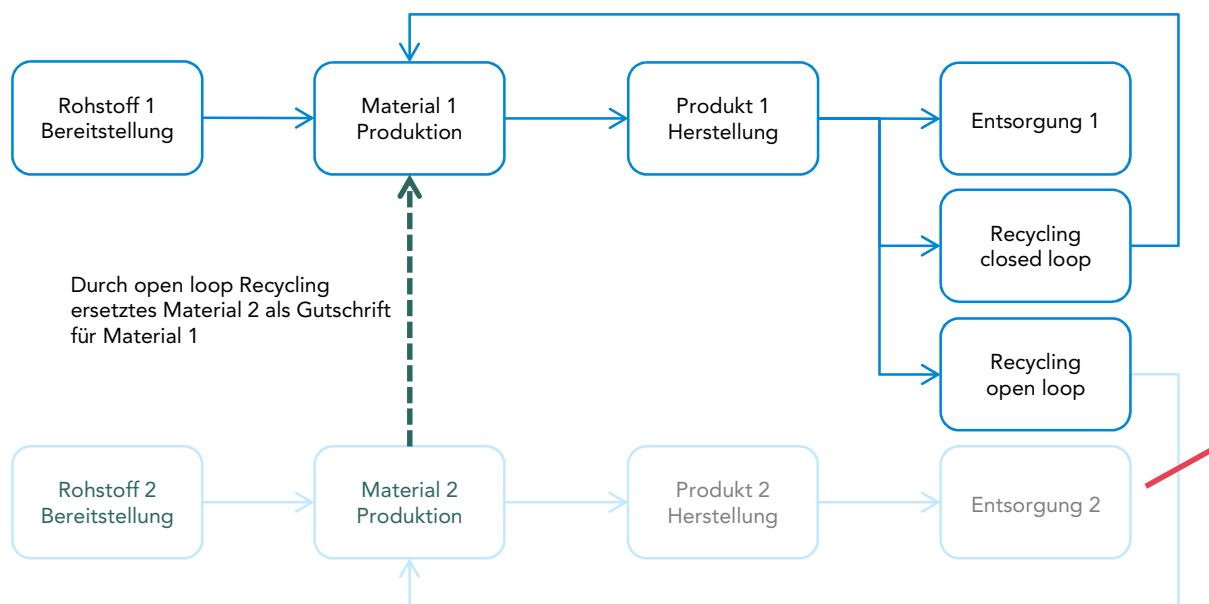 Rohstoff 1
Bereitstellung
Material 1
Produktion
Produkt 1
Herstellung
Entsorgung 1
Recycling
closed loop
Durch open loop Recycling
ersetztes Material 2 als Gutschrift
für Material 1
Recycling
open loop
Rohstoff 2
Bereitstellung
Material 2
Produktion
Produkt 2
Herstellung
Entsorgung 2